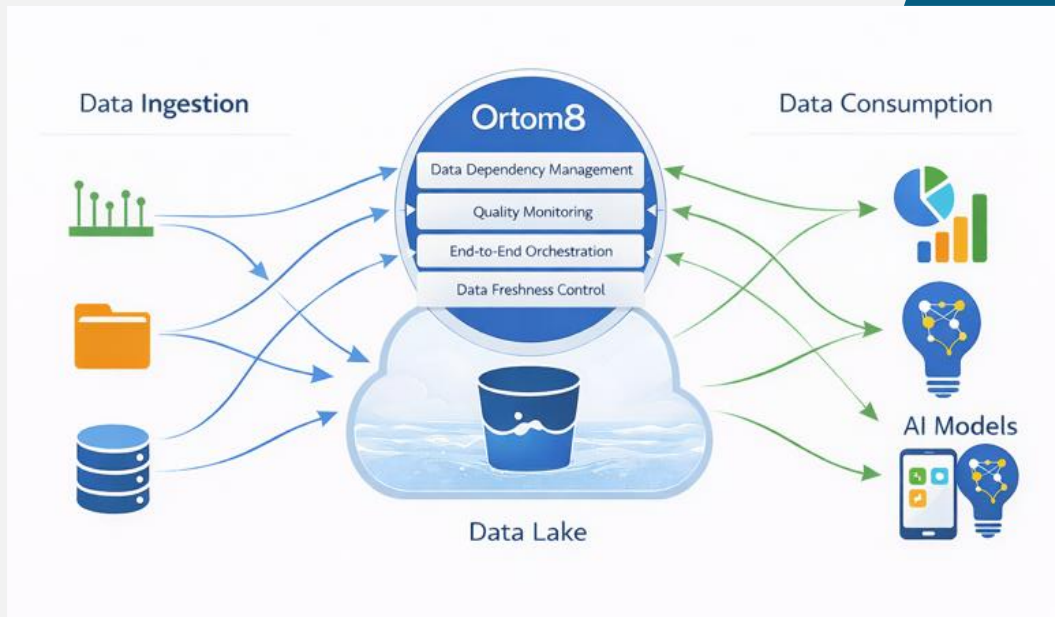 Data Ingestion
Ortom8
Data Consumption
Data Dependency Management
Quality Monitoring
End-to-End Orchestration
Data Freshness Control
AI Models
Data Lake